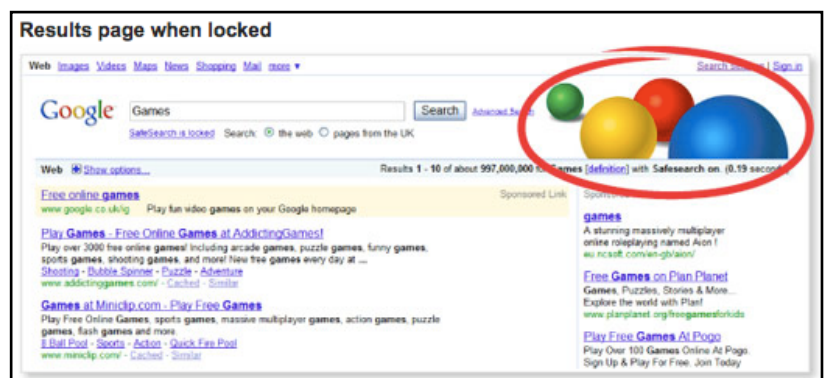 Results page when locked
Web Images Videos Maps News Shopping Mail more ▼
Search Settings | Sign in
Google Games Search Advanced Search
SafeSearch is locked Search: the web pages from the UK
Web Show options...
Results 1 - 10 of about 997,000,000 for Games [definition] with Safesearch on. (0.19 seconds)
Free online games
www.google.co.uk/ig Play fun video games on your Google homepage
Sponsored Link
Play Games - Free Online Games at AddictingGames!
Play over 3000 free online games! Including arcade games, puzzle games, funny games,
sports games, shooting games, and more! New free games every day at ...
Shooting - Bubble Spinner - Puzzle - Adventure
www.addictinggames.com/ - Cached - Similar
Games at Miniclip.com - Play Free Games
Play Free Online Games, sports games, massive multiplayer games, action games, puzzle
games, flash games and more.
8 Ball Pool - Sports - Action - Quick Fire Pool
www.miniclip.com/ - Cached - Similar
games
A stunning massively multiplayer
online roleplaying named Aion !
eu.ncsoft.com/en-gb/aion/
Free Games on Plan Planet
Games, Puzzles, Stories & More...
Explore the world with Plan!
www.planplanet.org/freegamesforkids
Play Free Games At Pogo
Play Over 100 Games Online At Pogo.
Sign Up & Play For Free. Join Today